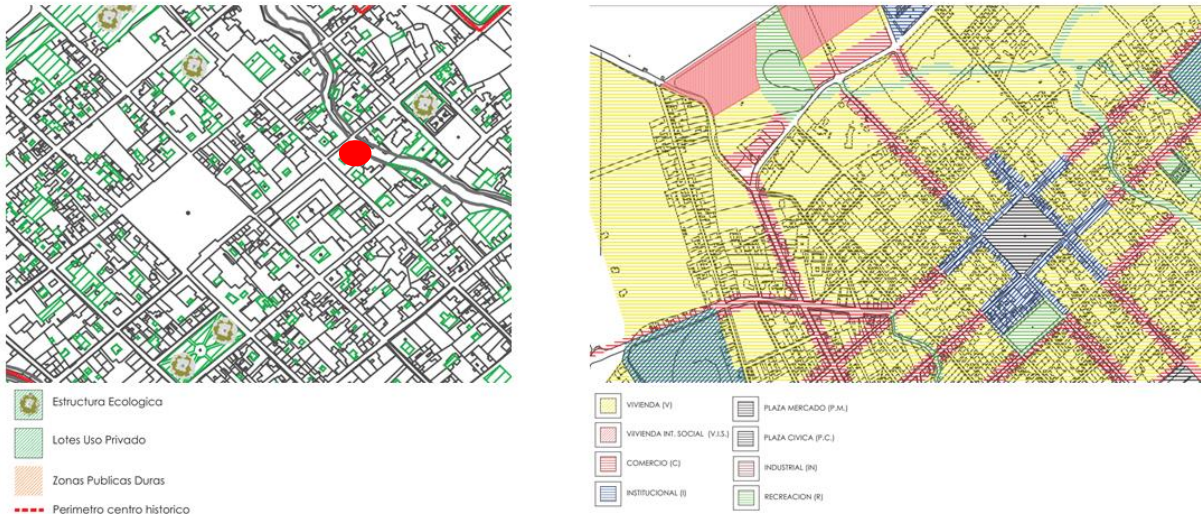 Estructura Ecologica
Lotes Uso Privado
Zonas Publicas Duras
Perimetro centro historico
VIVIENDA (V)
VIIVIENDA INT. SOCIAL (V.I.S.)
COMERCIO (C)
INSTITUCIONAL (I)
PLAZA MERCADO (P.M.)
PLAZA CIVICA (P.C.)
INDUSTRIAL (IN)
RECREACION (R)